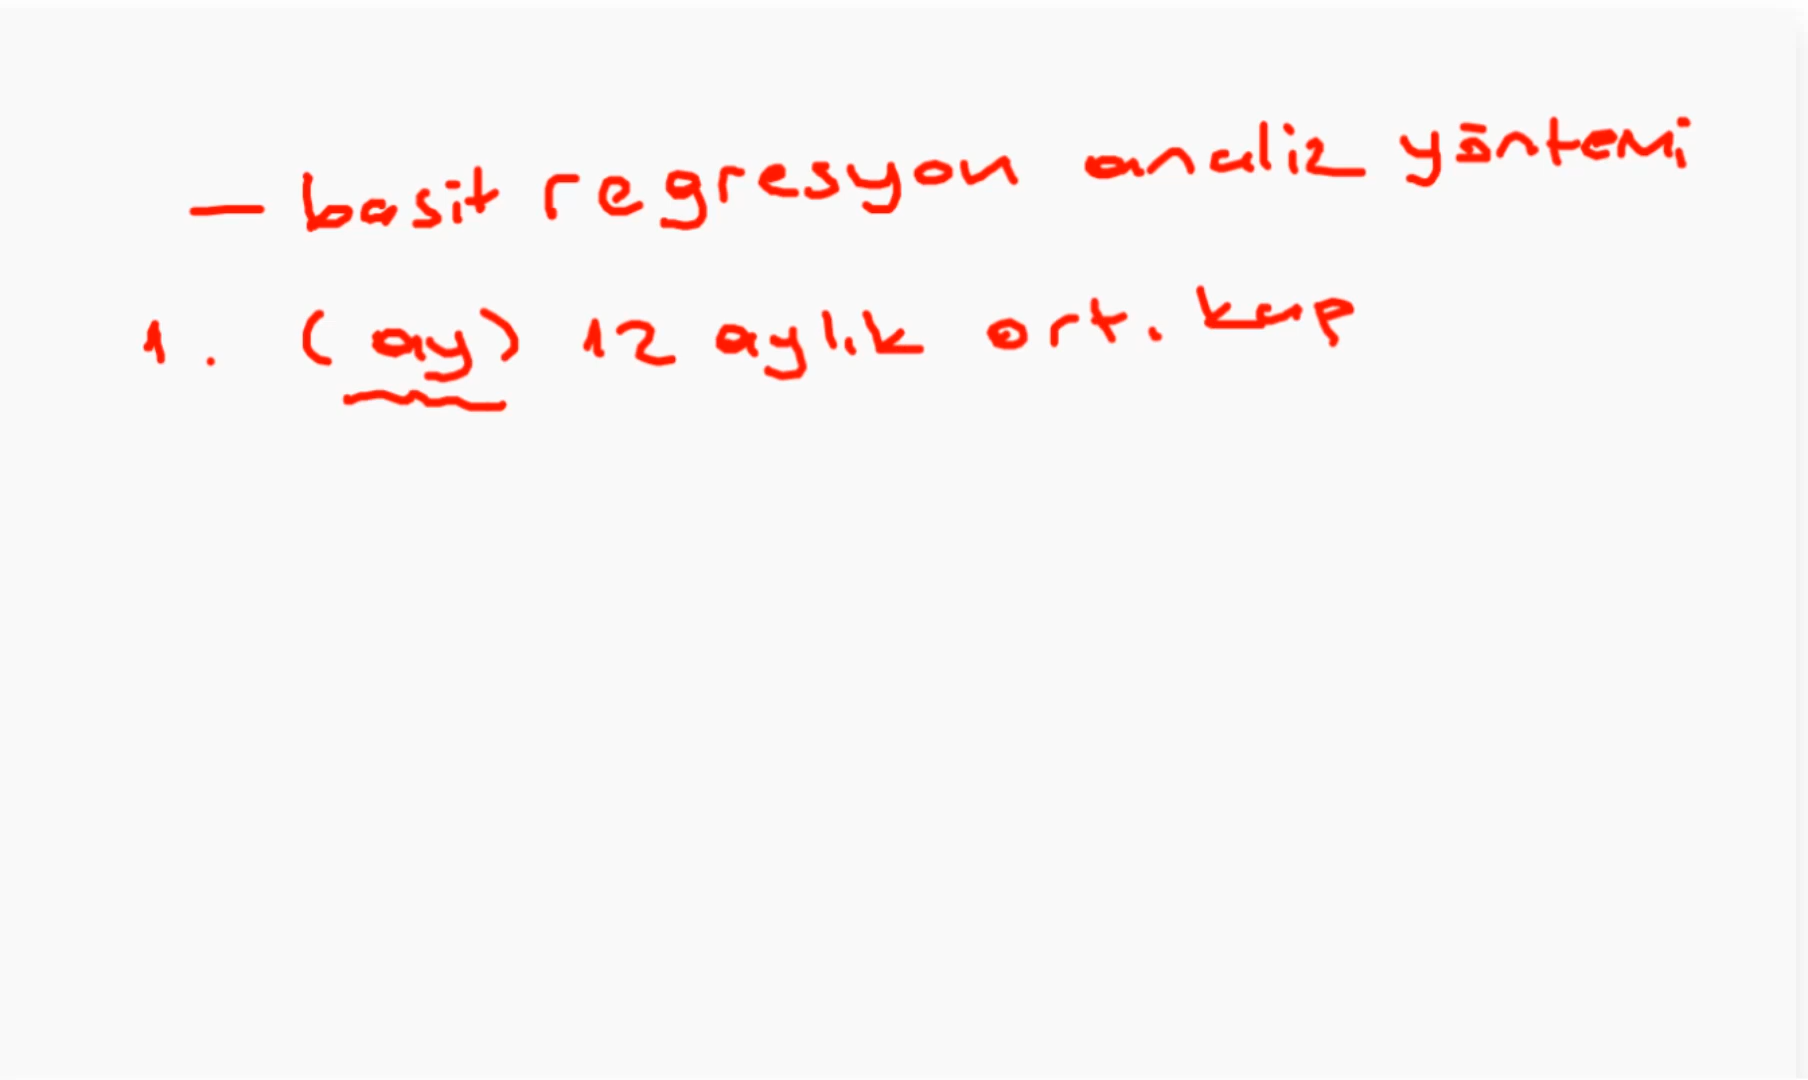 — basit regresyon analiz yöntemi
1. (ay) 12 aylık ort. kap